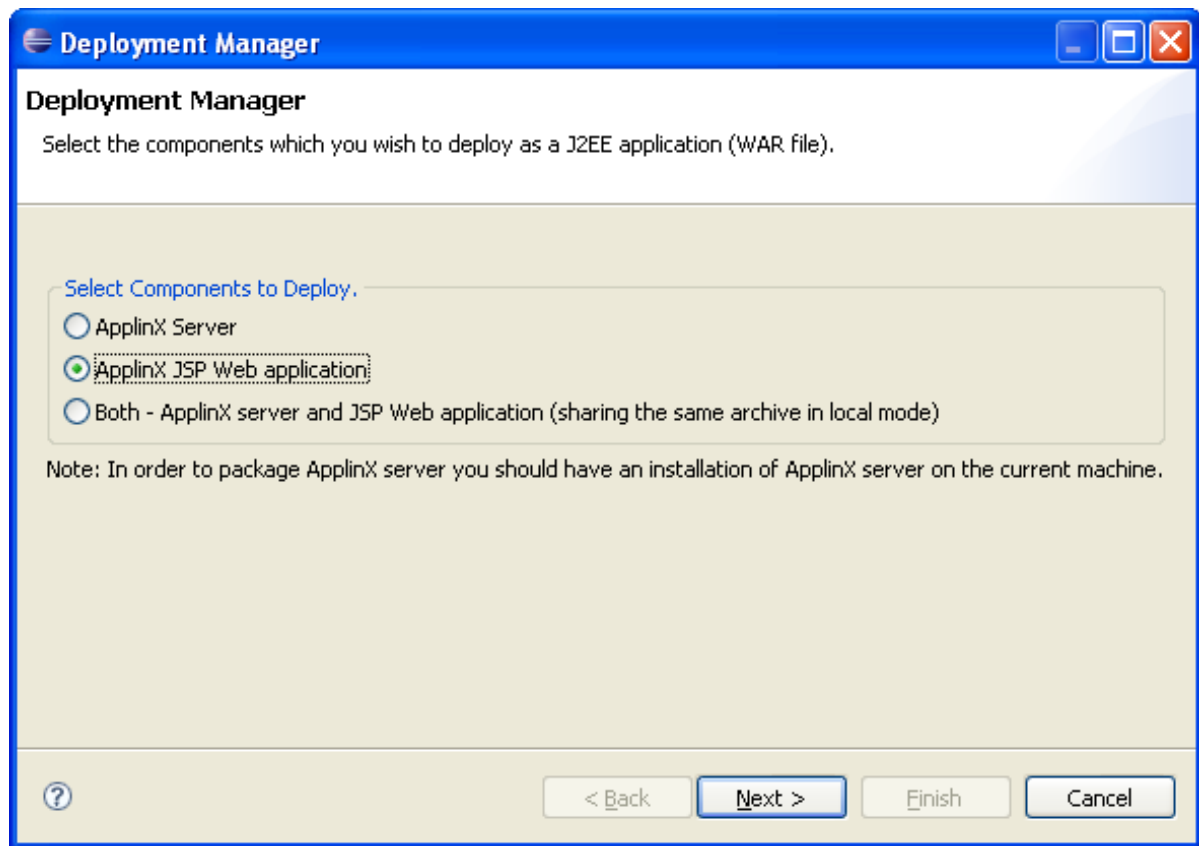 Deployment Manager
Deployment Manager
Select the components which you wish to deploy as a J2EE application (WAR file).
Select Components to Deploy.
ApplinX Server
ApplinX JSP Web application
Both - ApplinX server and JSP Web application (sharing the same archive in local mode)
Note: In order to package ApplinX server you should have an installation of ApplinX server on the current machine.
? < Back Next > Finish Cancel